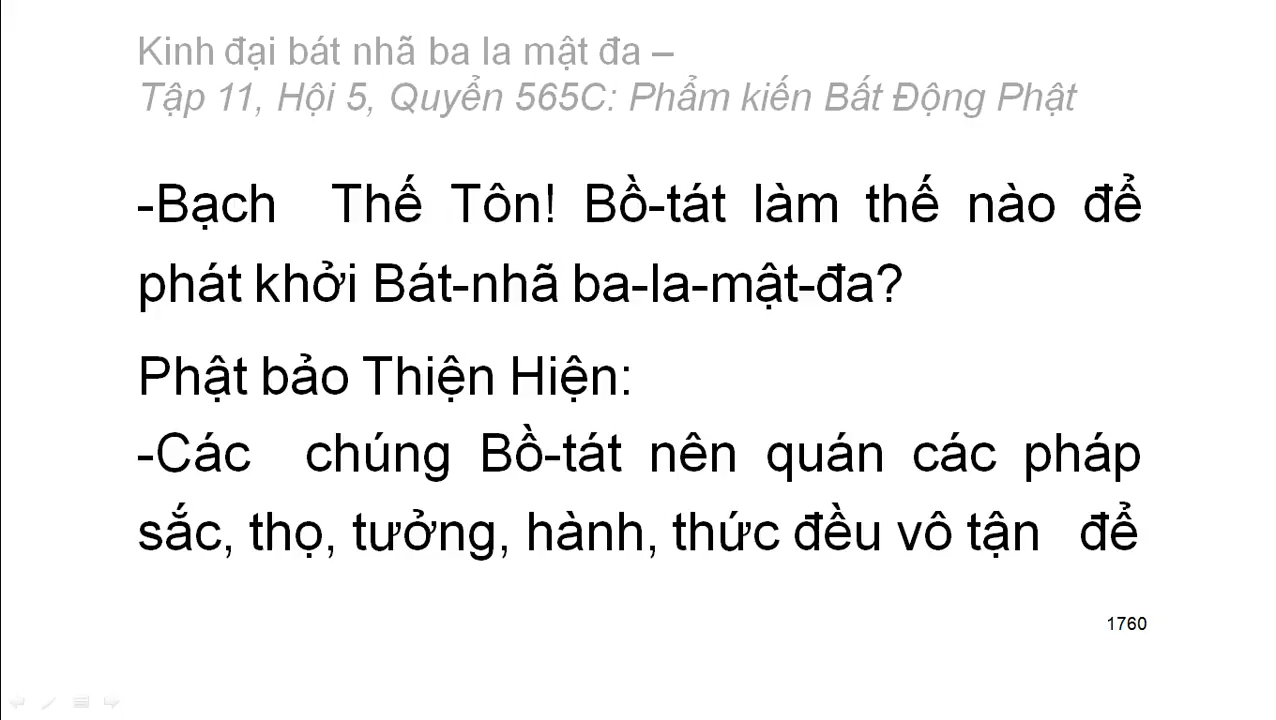 Kinh đại bát nhã ba la mật đa –
Tập 11, Hội 5, Quyển 565C: Phẩm kiến Bất Động Phật
-Bạch Thế Tôn! Bồ-tát làm thế nào để
phát khởi Bát-nhã ba-la-mật-đa?
Phật bảo Thiện Hiện:
-Các chúng Bồ-tát nên quán các pháp
sắc, thọ, tưởng, hành, thức đều vô tận để
1760